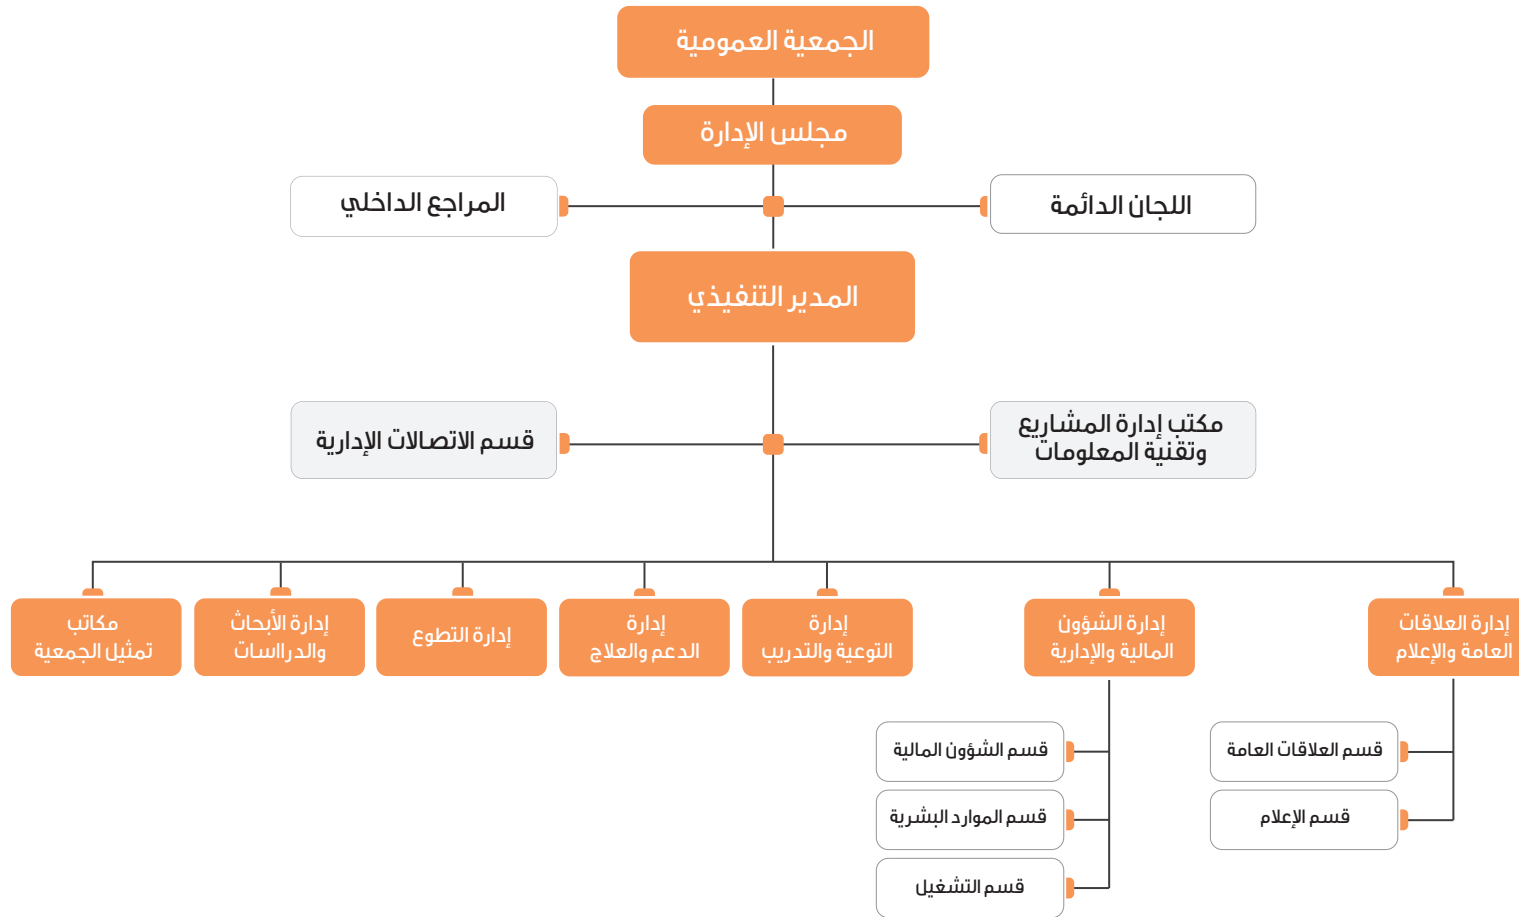 الجمعية العمومية
مجلس الإدارة
اللجان الدائمة
المراجع الداخلي
المدير التنفيذي
مكتب إدارة المشاريع
وتقنية المعلومات
قسم الاتصالات الإدارية
إدارة العلاقات
العامة والإعلام
إدارة الشؤون
المالية والإدارية
إدارة
التوعية والتدريب
إدارة
الدعم والعلاج
إدارة التطوع
إدارة الأبحاث
والدرااسات
مكاتب
تمثيل الجمعية
قسم العلاقات العامة
قسم الإعلام
قسم الشؤون المالية
قسم الموارد البشرية
قسم التشغيل